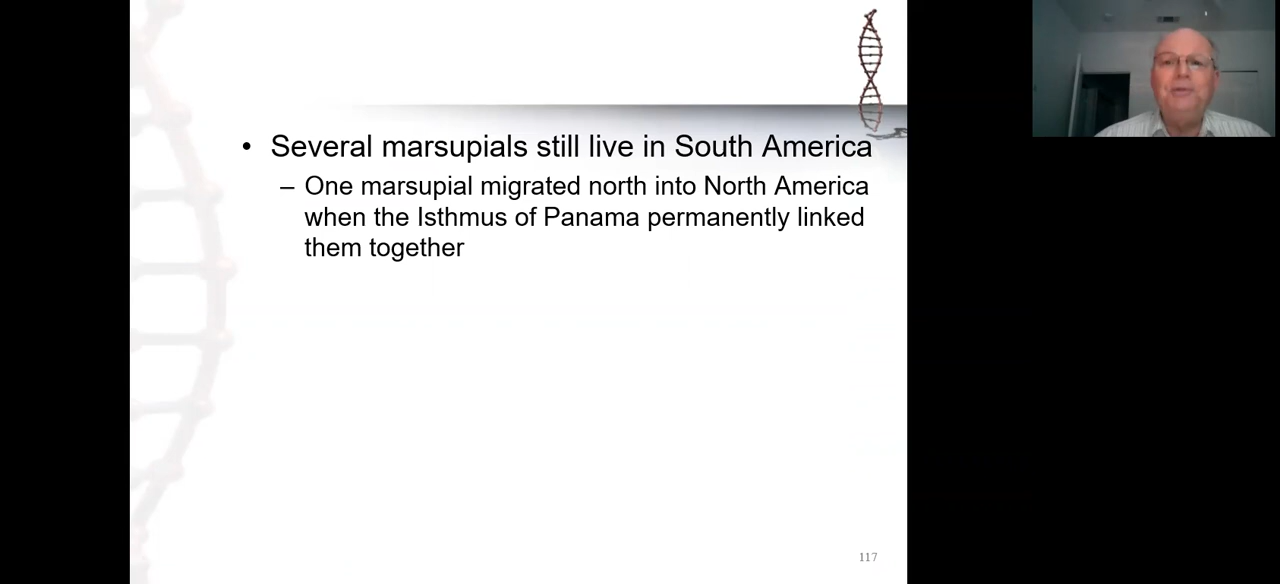 • Several marsupials still live in South America
– One marsupial migrated north into North America
when the Isthmus of Panama permanently linked
them together
117